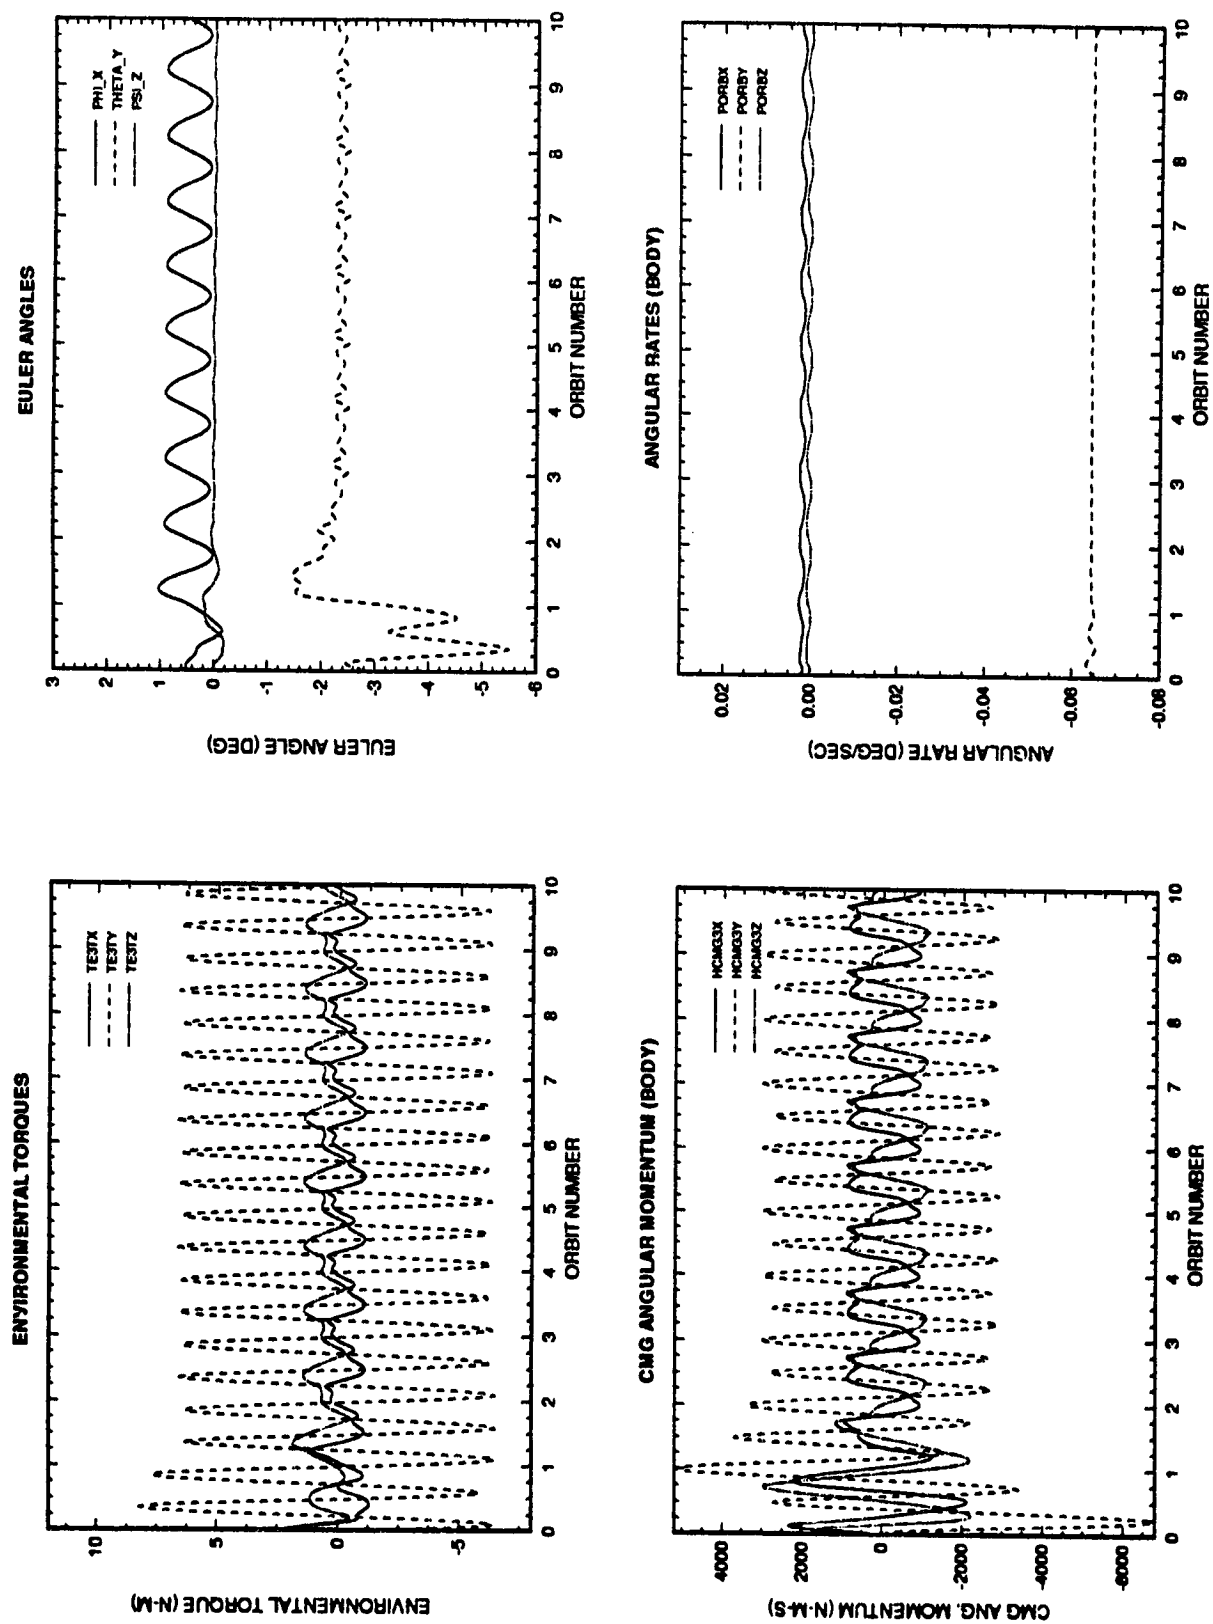 ENVIRONMENTAL TORQUES
ENVIRONMENTAL TORQUE (N-M)
10
5
0
-5
TE3TX
TE3TY
TE3TZ
0 1 2 3 4 5 6 7 8 9 10
ORBIT NUMBER
EULER ANGLES
EULER ANGLE (DEG)
3
2
1
0
-1
-2
-3
-4
-5
-6
PHI_X
THETA_Y
PSI_Z
0 1 2 3 4 5 6 7 8 9 10
ORBIT NUMBER
CMG ANGULAR MOMENTUM (BODY)
CMG ANG. MOMENTUM (N-M-S)
4000
2000
0
-2000
-4000
-6000
HCMG3X
HCMG3Y
HCMG3Z
0 1 2 3 4 5 6 7 8 9 10
ORBIT NUMBER
ANGULAR RATES (BODY)
ANGULAR RATE (DEG/SEC)
0.02
0.00
-0.02
-0.04
-0.06
-0.08
PORBX
PORBY
PORBZ
0 1 2 3 4 5 6 7 8 9 10
ORBIT NUMBER